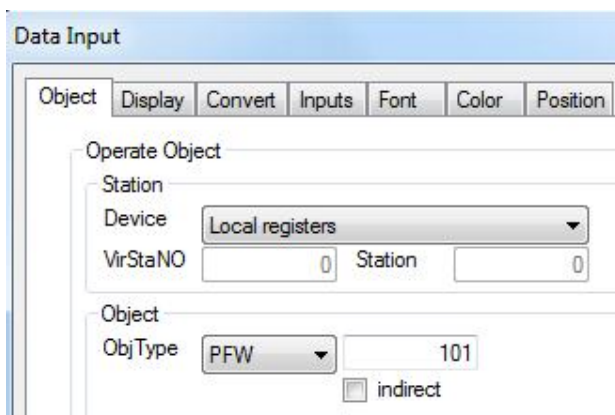 Data Input
Object Display Convert Inputs Font Color Position
Operate Object
Station
Device Local registers
VirStaNO 0 Station 0
Object
ObjType PFW 101
indirect